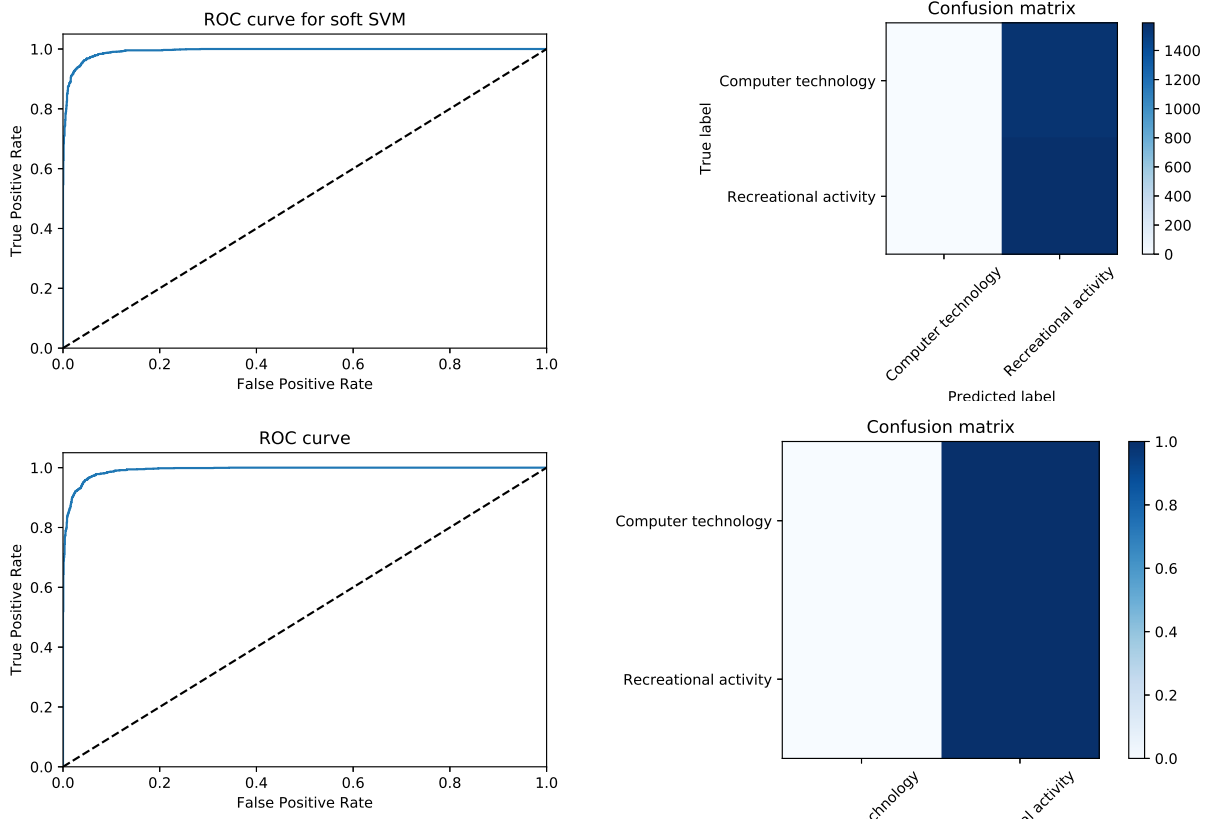 ROC curve for soft SVM
1.0
0.8
0.6
0.4
0.2
0.0
True Positive Rate
0.0 0.2 0.4 0.6 0.8 1.0
False Positive Rate
Confusion matrix
Computer technology
Recreational activity
True label
Computer technology
Recreational activity
Predicted label
1400
1200
1000
800
600
400
200
0
ROC curve
1.0
0.8
0.6
0.4
0.2
0.0
True Positive Rate
0.0 0.2 0.4 0.6 0.8 1.0
False Positive Rate
Confusion matrix
Computer technology
Recreational activity
chnology
al activity
1.0
0.8
0.6
0.4
0.2
0.0